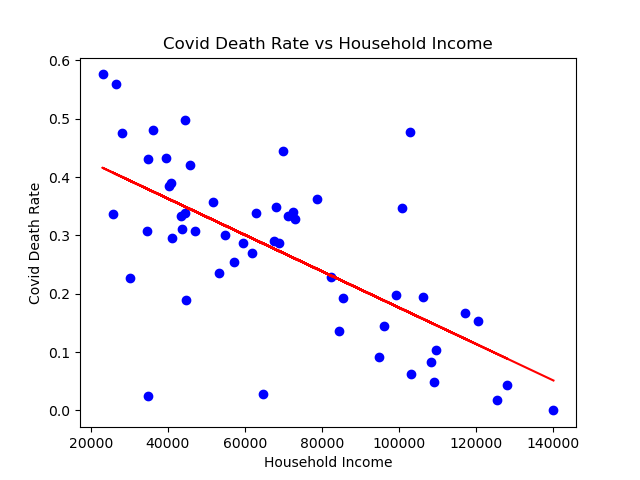 Covid Death Rate vs Household Income
0.6
0.5
0.4
0.3
0.2
0.1
0.0
Covid Death Rate
20000 40000 60000 80000 100000 120000 140000
Household Income